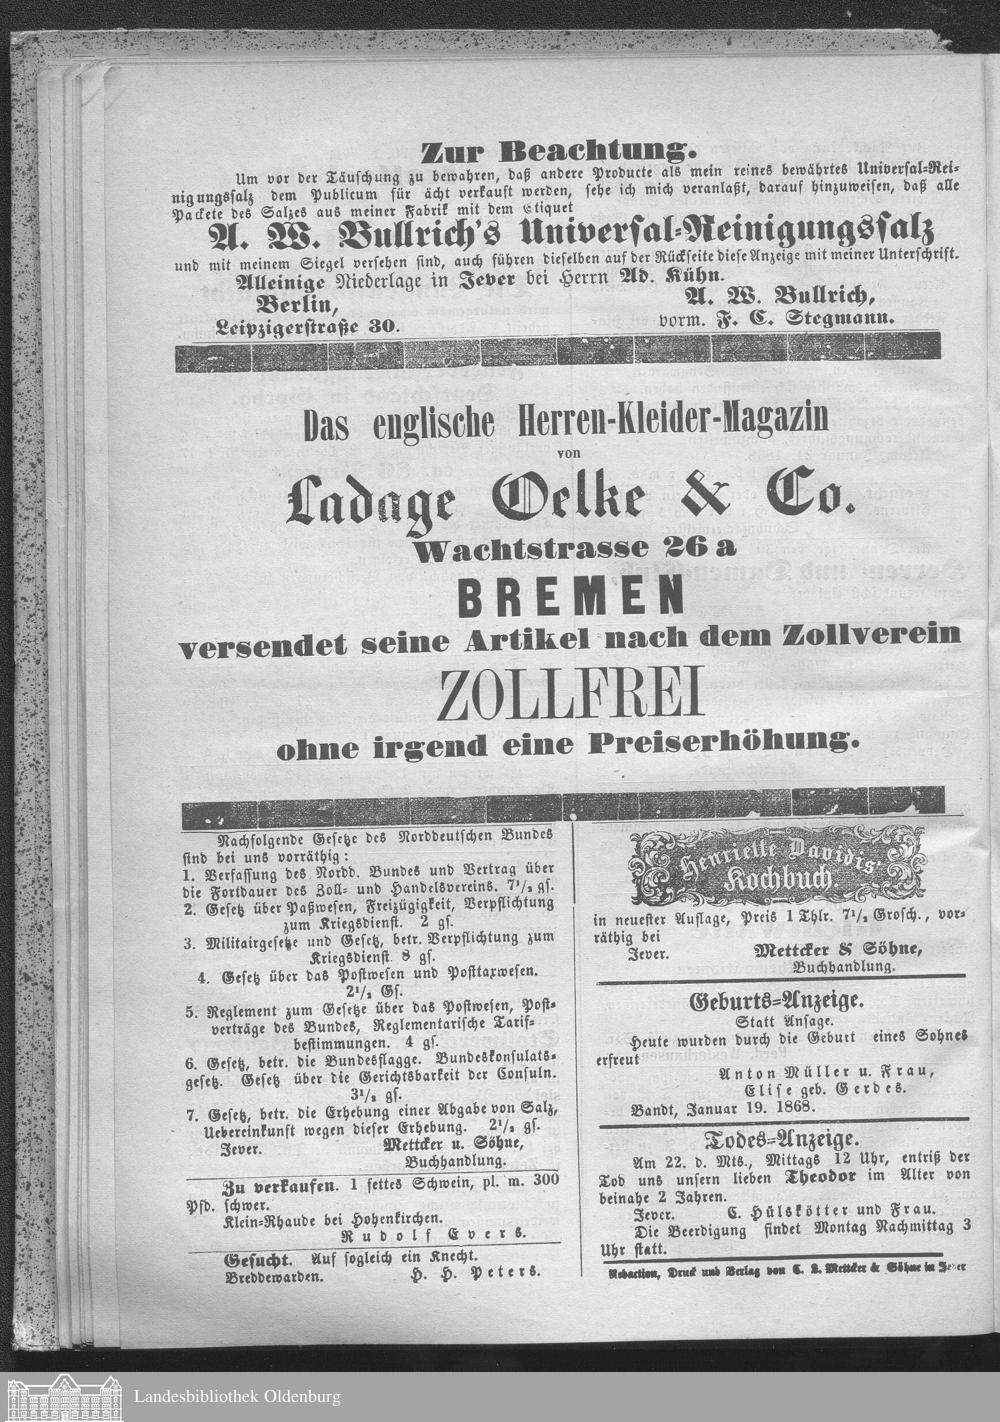 Zur Beachtung.
Um vor der Täuschung zu bewahren, daß andere Producte als mein reines bewährtes Universal-Rei-
nigungssalz dem Publicum für ächt verkauft werden, sehe ich mich veranlaßt, darauf hinzuweisen, daß alle
Packete des Salzes aus meiner Fabrik mit dem Etiquet
A. W. Bullrich's Universal-Reinigungssalz
und mit meinem Siegel versehen sind, auch führen dieselben auf der Rückseite diese Anzeige mit meiner Unterschrift.
Alleinige Niederlage in Jever bei Herrn Ad. Kühn.
Berlin,
Leipzigerstraße 30.
A. W. Bullrich,
vorm. F. C. Stegmann.
Das englische Herren-Kleider-Magazin
von
Ladage Oelke & Co.
Wachtstrasse 26 a
BREMEN
versendet seine Artikel nach dem Zollverein
ZOLLFREI
ohne irgend eine Preiserhöhung.
Nachfolgende Gesetze des Norddeutschen Bundes
sind bei uns vorräthig:
1. Verfassung des Nordd. Bundes und Vertrag über
die Fortdauer des Zoll- und Handelsvereins. 7½ gs.
2. Gesetz über Paßwesen, Freizügigkeit, Verpflichtung
zum Kriegsdienst. 2 gs.
3. Militairgesetze und Gesetz, betr. Verpflichtung zum
Kriegsdienst. 8 gs.
4. Gesetz über das Postwesen und Posttaxwesen.
2½ Gs.
5. Reglement zum Gesetze über das Postwesen, Post-
verträge des Bundes, Reglementarische Tarif-
bestimmungen. 4 gs.
6. Gesetz, betr. die Bundesflagge. Bundeskonsulats-
gesetz. Gesetz über die Gerichtsbarkeit der Consuln.
3½ gs.
7. Gesetz, betr. die Erhebung einer Abgabe von Salz,
Uebereinkunft wegen dieser Erhebung. 2½ gs.
Jever. Mettcker u. Söhne,
Buchhandlung.
Zu verkaufen. 1 fettes Schwein, pl. m. 300
Pfd. schwer.
Klein-Rhaude bei Hohenkirchen.
Rudolf Evers.
Gesucht. Auf sogleich ein Knecht.
Breddewarden. H. H. Peters.
Henriette Davidis'
Kochbuch.
in neuester Auflage, Preis 1 Thlr. 7½ Grosch., vor-
räthig bei
Jever. Mettcker & Söhne,
Buchhandlung.
Geburts-Anzeige.
Statt Ansage.
Heute wurden durch die Geburt eines Sohnes
erfreut
Anton Müller u. Frau,
Elise geb. Gerdes.
Bandt, Januar 19. 1868.
Todes-Anzeige.
Am 22. d. Mts., Mittags 12 Uhr, entriß der
Tod uns unsern lieben Theodor im Alter von
beinahe 2 Jahren.
Jever. C. Hülskötter und Frau.
Die Beerdigung findet Montag Nachmittag 3
Uhr statt.
Redaction, Druck und Verlag von C. L. Mettcker & Söhne in Jever
Landesbibliothek Oldenburg